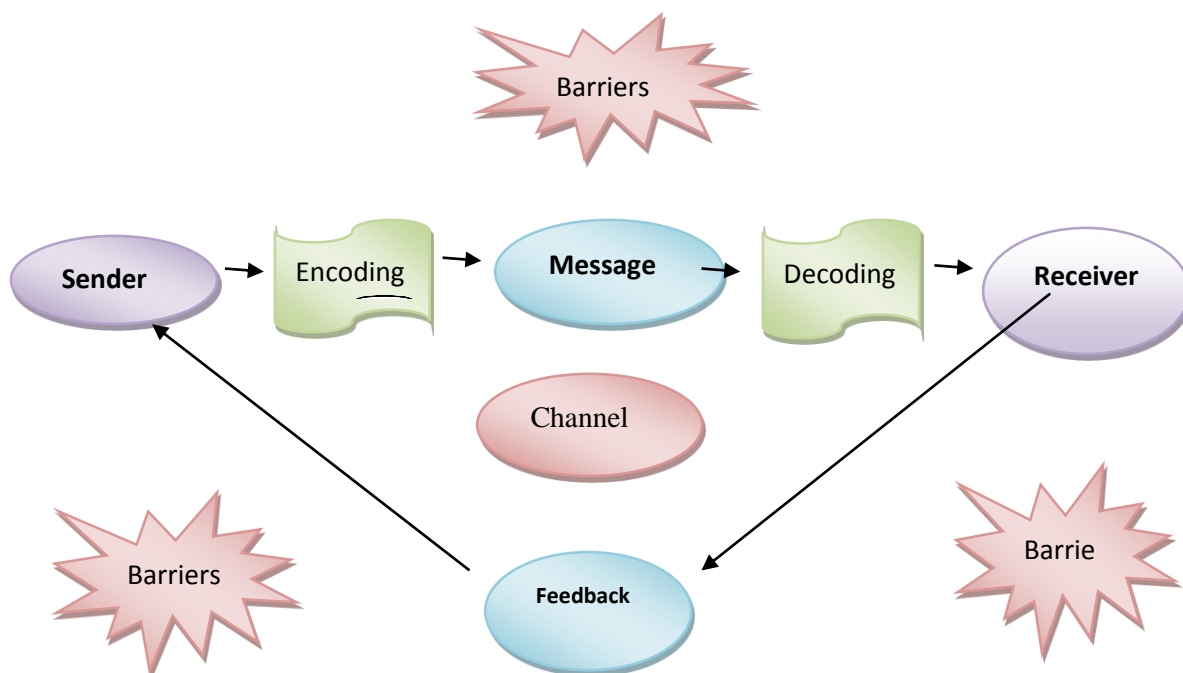 Barriers
Sender
Encoding
Message
Decoding
Receiver
Channel
Barriers
Feedback
Barrie